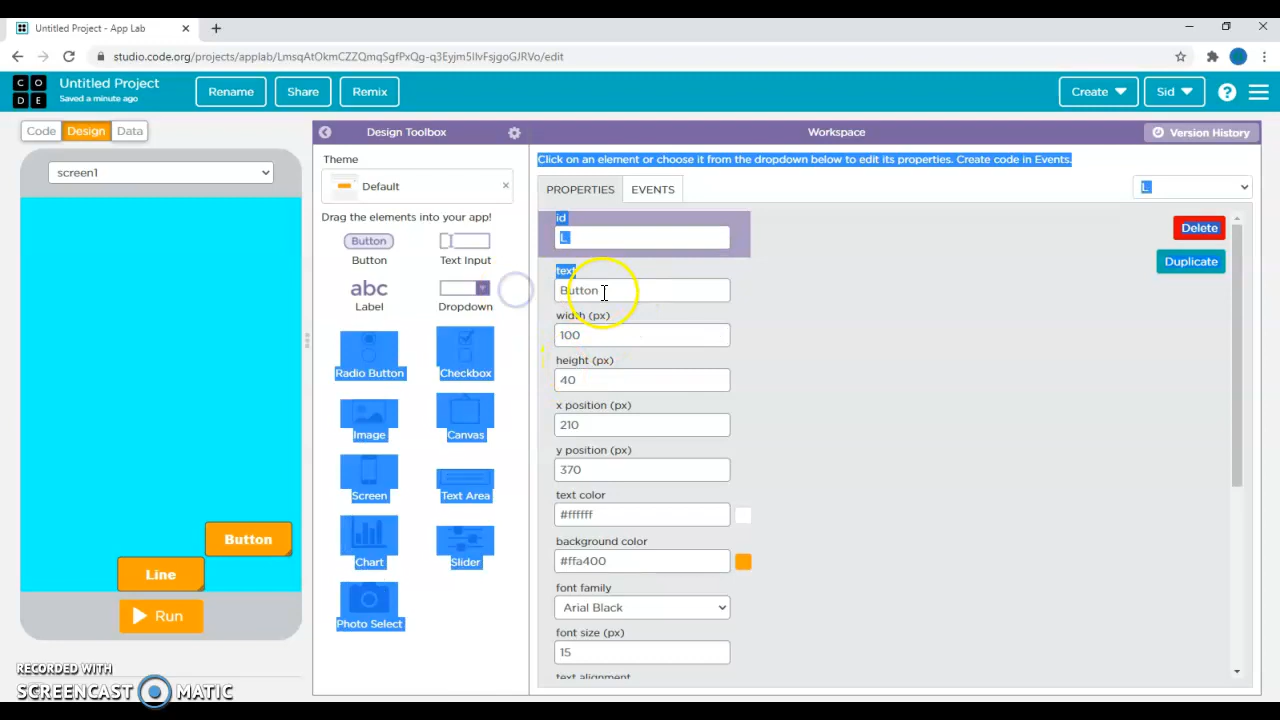 Untitled Project - App Lab
studio.code.org/projects/applab/LmsqAtOkmCZZQmqSgfPxQg-q3Eyjm5IlvFsjgoGJRVo/edit
C O
D E
Untitled Project
Saved a minute ago
Rename
Share
Remix
Create
Sid
?
Code
Design
Data
Design Toolbox
Workspace
Version History
screen1
Theme
Default
Drag the elements into your app!
Button
Button
Text Input
abc
Label
Dropdown
Radio Button
Checkbox
Image
Canvas
Screen
Text Area
Chart
Slider
Photo Select
Click on an element or choose it from the dropdown below to edit its properties. Create code in Events.
PROPERTIES
EVENTS
L
id
L
Delete
Duplicate
text
Button
width (px)
100
height (px)
40
x position (px)
210
y position (px)
370
text color
#ffffff
background color
#ffa400
font family
Arial Black
font size (px)
15
text alignment
Button
Line
Run
RECORDED WITH
SCREENCAST MATIC